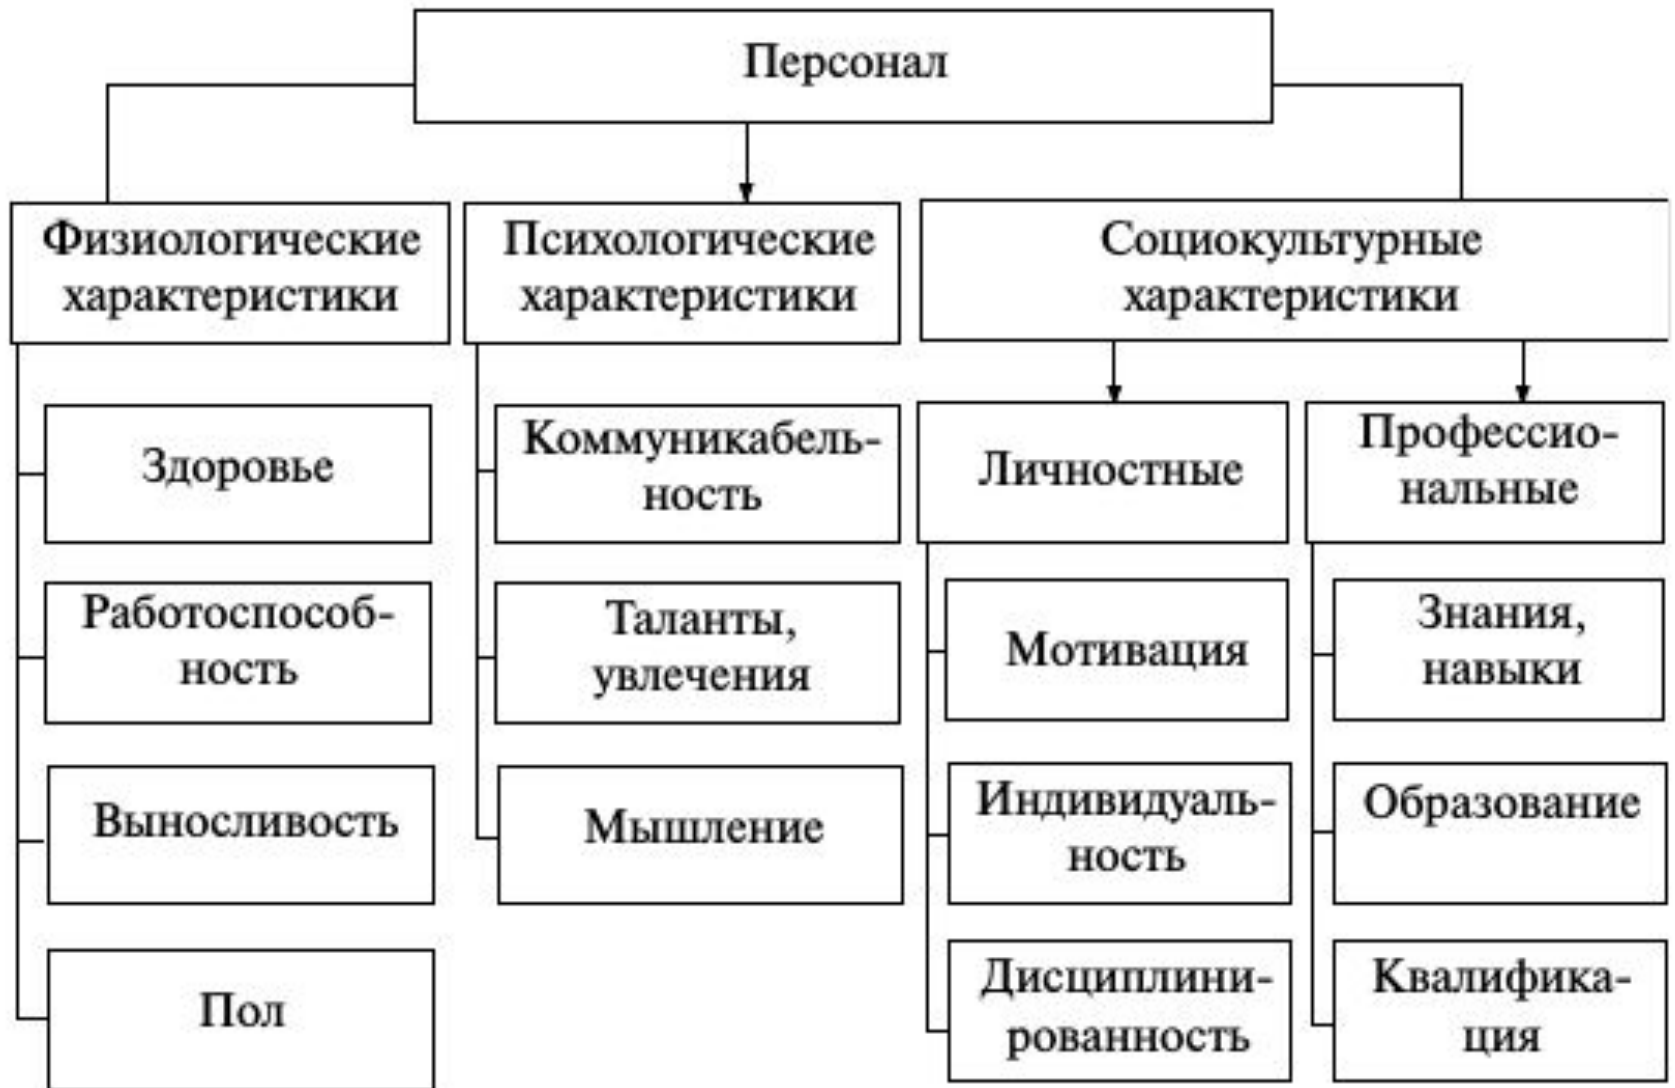 Персонал
Физиологические
характеристики
Психологические
характеристики
Социокультурные
характеристики
Здоровье
Коммуникабель-
ность
Личностные
Профессио-
нальные
Работоспособ-
ность
Таланты,
увлечения
Мотивация
Знания,
навыки
Выносливость
Мышление
Индивидуаль-
ность
Образование
Пол
Дисциплини-
рованность
Квалифика-
ция